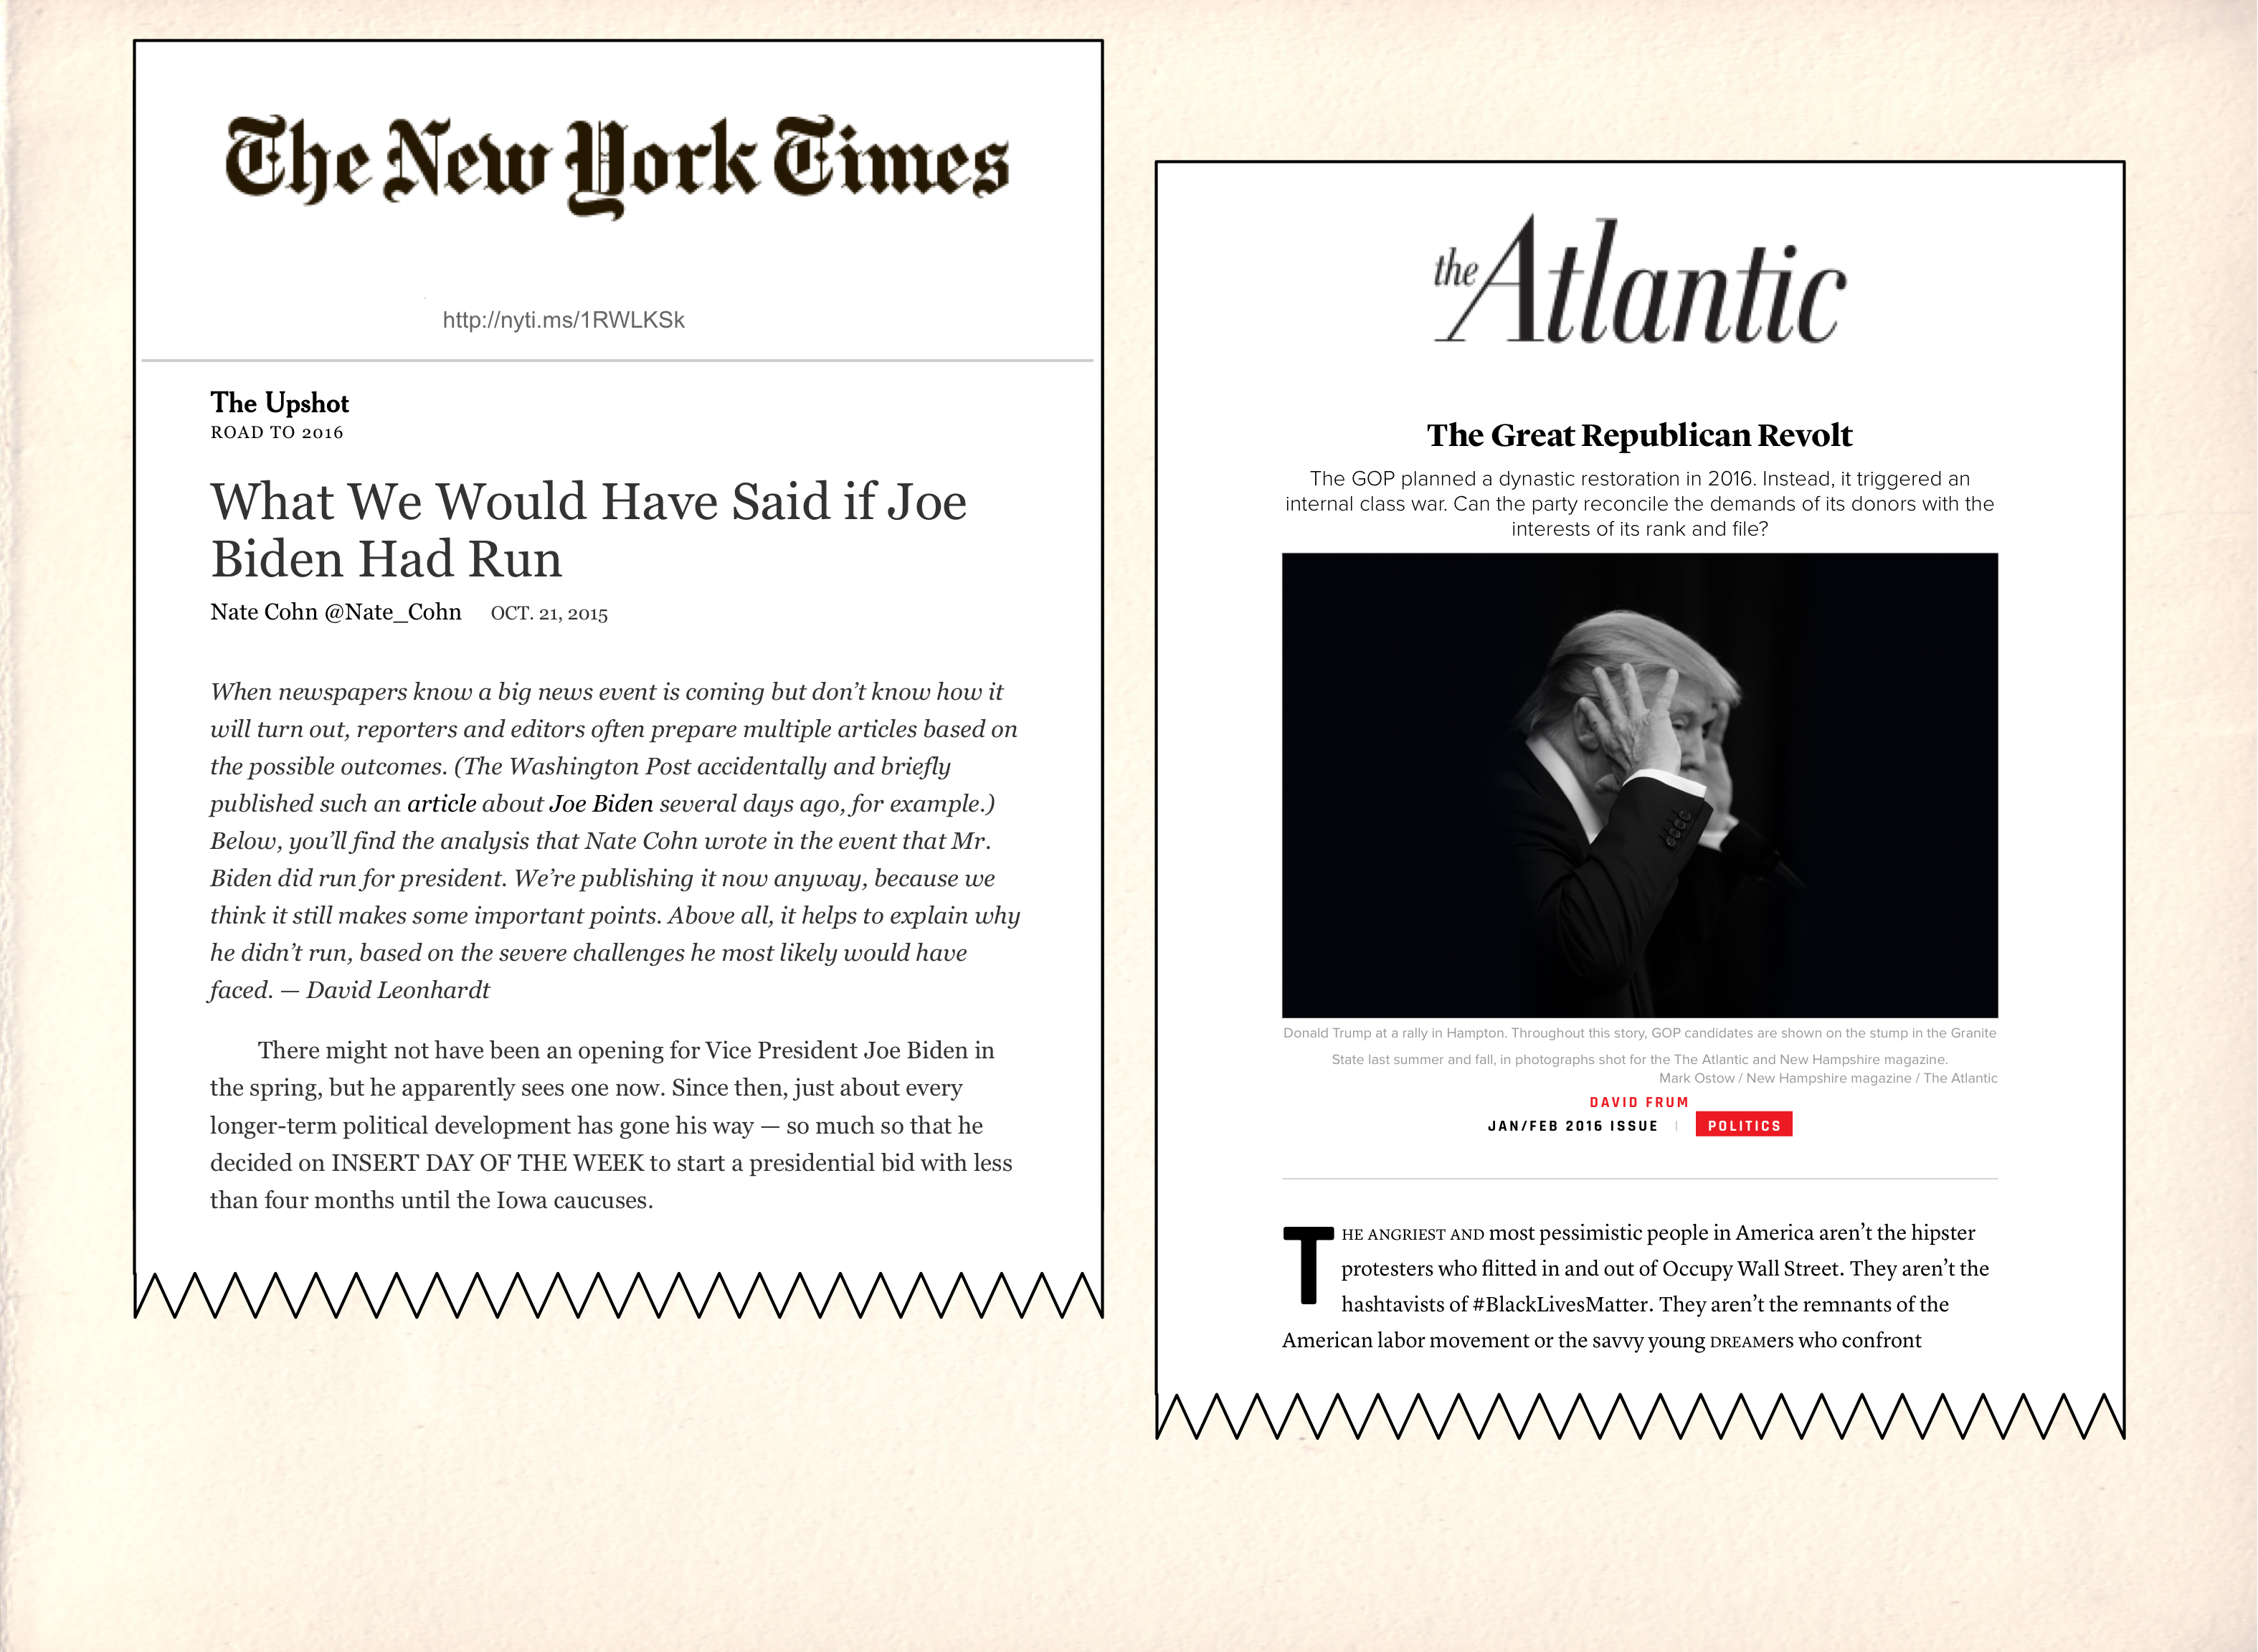 The New York Times
http://nyti.ms/1RWLKSk
The Upshot
ROAD TO 2016
What We Would Have Said if Joe
Biden Had Run
Nate Cohn @Nate_Cohn OCT. 21, 2015
When newspapers know a big news event is coming but don’t know how it
will turn out, reporters and editors often prepare multiple articles based on
the possible outcomes. (The Washington Post accidentally and briefly
published such an article about Joe Biden several days ago, for example.)
Below, you’ll find the analysis that Nate Cohn wrote in the event that Mr.
Biden did run for president. We’re publishing it now anyway, because we
think it still makes some important points. Above all, it helps to explain why
he didn’t run, based on the severe challenges he most likely would have
faced. — David Leonhardt
There might not have been an opening for Vice President Joe Biden in
the spring, but he apparently sees one now. Since then, just about every
longer-term political development has gone his way — so much so that he
decided on INSERT DAY OF THE WEEK to start a presidential bid with less
than four months until the Iowa caucuses.
the Atlantic
The Great Republican Revolt
The GOP planned a dynastic restoration in 2016. Instead, it triggered an
internal class war. Can the party reconcile the demands of its donors with the
interests of its rank and file?
Donald Trump at a rally in Hampton. Throughout this story, GOP candidates are shown on the stump in the Granite
State last summer and fall, in photographs shot for the The Atlantic and New Hampshire magazine.
Mark Ostow / New Hampshire magazine / The Atlantic
DAVID FRUM
JAN/FEB 2016 ISSUE | POLITICS
THE ANGRIEST AND most pessimistic people in America aren’t the hipster
protesters who flitted in and out of Occupy Wall Street. They aren’t the
hashtavists of #BlackLivesMatter. They aren’t the remnants of the
American labor movement or the savvy young DREAMers who confront